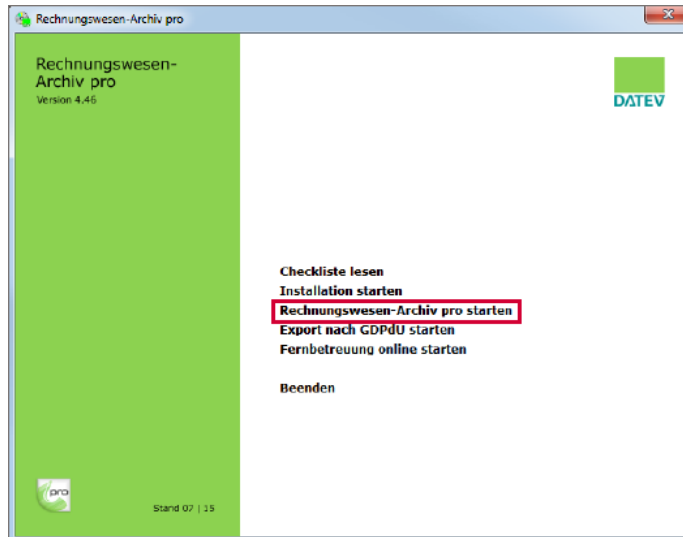 Rechnungswesen-Archiv pro
Rechnungswesen-
Archiv pro
Version 4.46
DATEV
Checkliste lesen
Installation starten
Rechnungswesen-Archiv pro starten
Export nach GDPdU starten
Fernbetreuung online starten
Beenden
pro
Stand 07 | 15